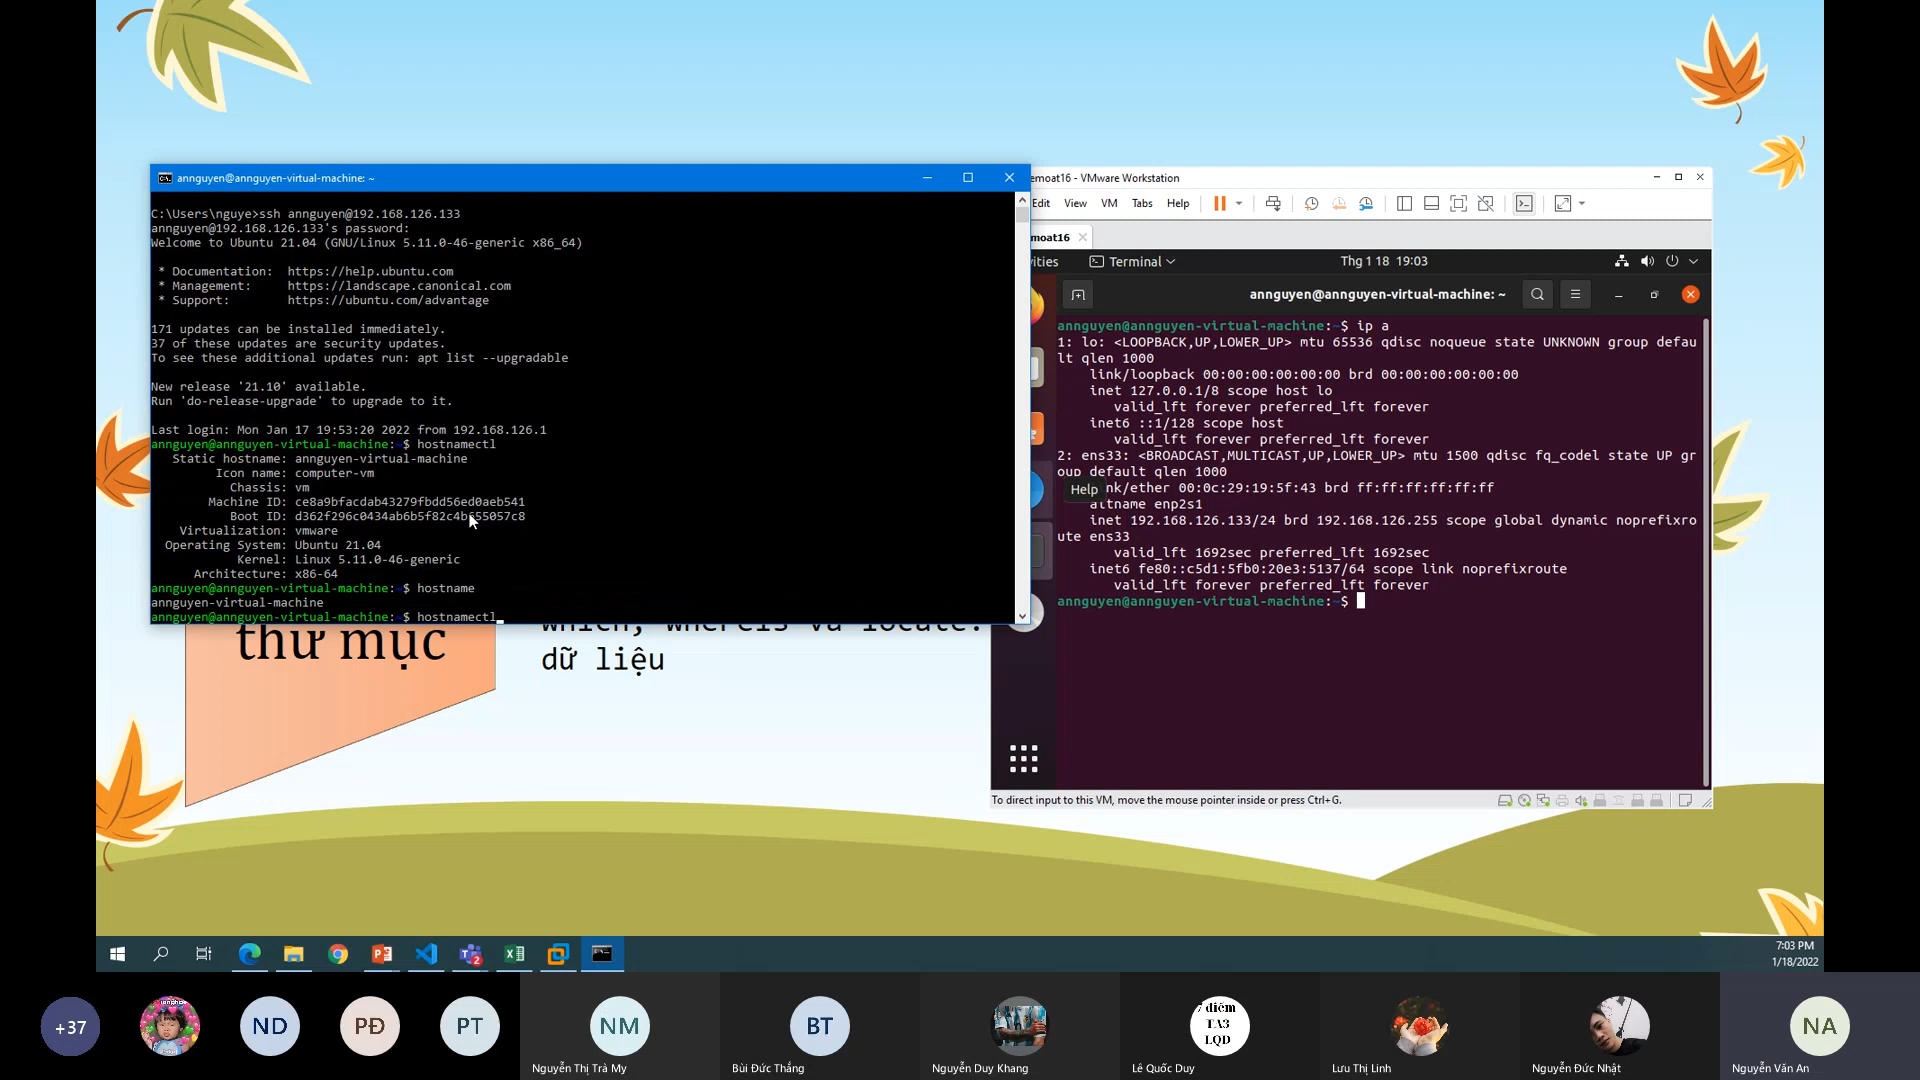 annguyen@annguyen-virtual-machine: ~
C:\Users\nguye>ssh annguyen@192.168.126.133
annguyen@192.168.126.133's password:
Welcome to Ubuntu 21.04 (GNU/Linux 5.11.0-46-generic x86_64)
* Documentation: https://help.ubuntu.com
* Management: https://landscape.canonical.com
* Support: https://ubuntu.com/advantage
171 updates can be installed immediately.
37 of these updates are security updates.
To see these additional updates run: apt list --upgradable
New release '21.10' available.
Run 'do-release-upgrade' to upgrade to it.
Last login: Mon Jan 17 19:53:20 2022 from 192.168.126.1
annguyen@annguyen-virtual-machine:~$ hostnamectl
Static hostname: annguyen-virtual-machine
Icon name: computer-vm
Chassis: vm
Machine ID: ce8a9bfacdab43279fbdd56ed0aeb541
Boot ID: d362f296c0434ab6b5f82c4b655057c8
Virtualization: vmware
Operating System: Ubuntu 21.04
Kernel: Linux 5.11.0-46-generic
Architecture: x86-64
annguyen@annguyen-virtual-machine:~$ hostname
annguyen-virtual-machine
annguyen@annguyen-virtual-machine:~$ hostnamectl
thư mục
which, whereis và locate.
dữ liệu
emoat16 - VMware Workstation
Edit View VM Tabs Help
moat16
vities
Terminal
Thg 1 18 19:03
annguyen@annguyen-virtual-machine: ~
annguyen@annguyen-virtual-machine:~$ ip a
1: lo: <LOOPBACK,UP,LOWER_UP> mtu 65536 qdisc noqueue state UNKNOWN group defau
lt qlen 1000
link/loopback 00:00:00:00:00:00 brd 00:00:00:00:00:00
inet 127.0.0.1/8 scope host lo
valid_lft forever preferred_lft forever
inet6 ::1/128 scope host
valid_lft forever preferred_lft forever
2: ens33: <BROADCAST,MULTICAST,UP,LOWER_UP> mtu 1500 qdisc fq_codel state UP gr
oup default qlen 1000
Help
nk/ether 00:0c:29:19:5f:43 brd ff:ff:ff:ff:ff:ff
altname enp2s1
inet 192.168.126.133/24 brd 192.168.126.255 scope global dynamic noprefixro
ute ens33
valid_lft 1692sec preferred_lft 1692sec
inet6 fe80::c5d1:5fb0:20e3:5137/64 scope link noprefixroute
valid_lft forever preferred_lft forever
annguyen@annguyen-virtual-machine:~$
To direct input to this VM, move the mouse pointer inside or press Ctrl+G.
2
7:03 PM
1/18/2022
+37
ND
PĐ
PT
NM
BT
7 điểm
TA3
LQD
NA
Nguyễn Thị Trà My
Bùi Đức Thắng
Nguyễn Duy Khang
Lê Quốc Duy
Lưu Thị Linh
Nguyễn Đức Nhật
Nguyễn Văn An